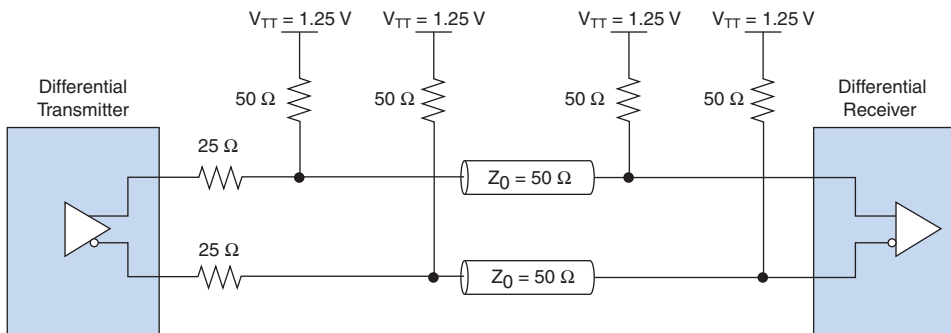 V_TT = 1.25 V V_TT = 1.25 V V_TT = 1.25 V V_TT = 1.25 V
Differential
Transmitter
50 Ω 50 Ω 50 Ω 50 Ω
Differential
Receiver
25 Ω
Z_0 = 50 Ω
25 Ω
Z_0 = 50 Ω